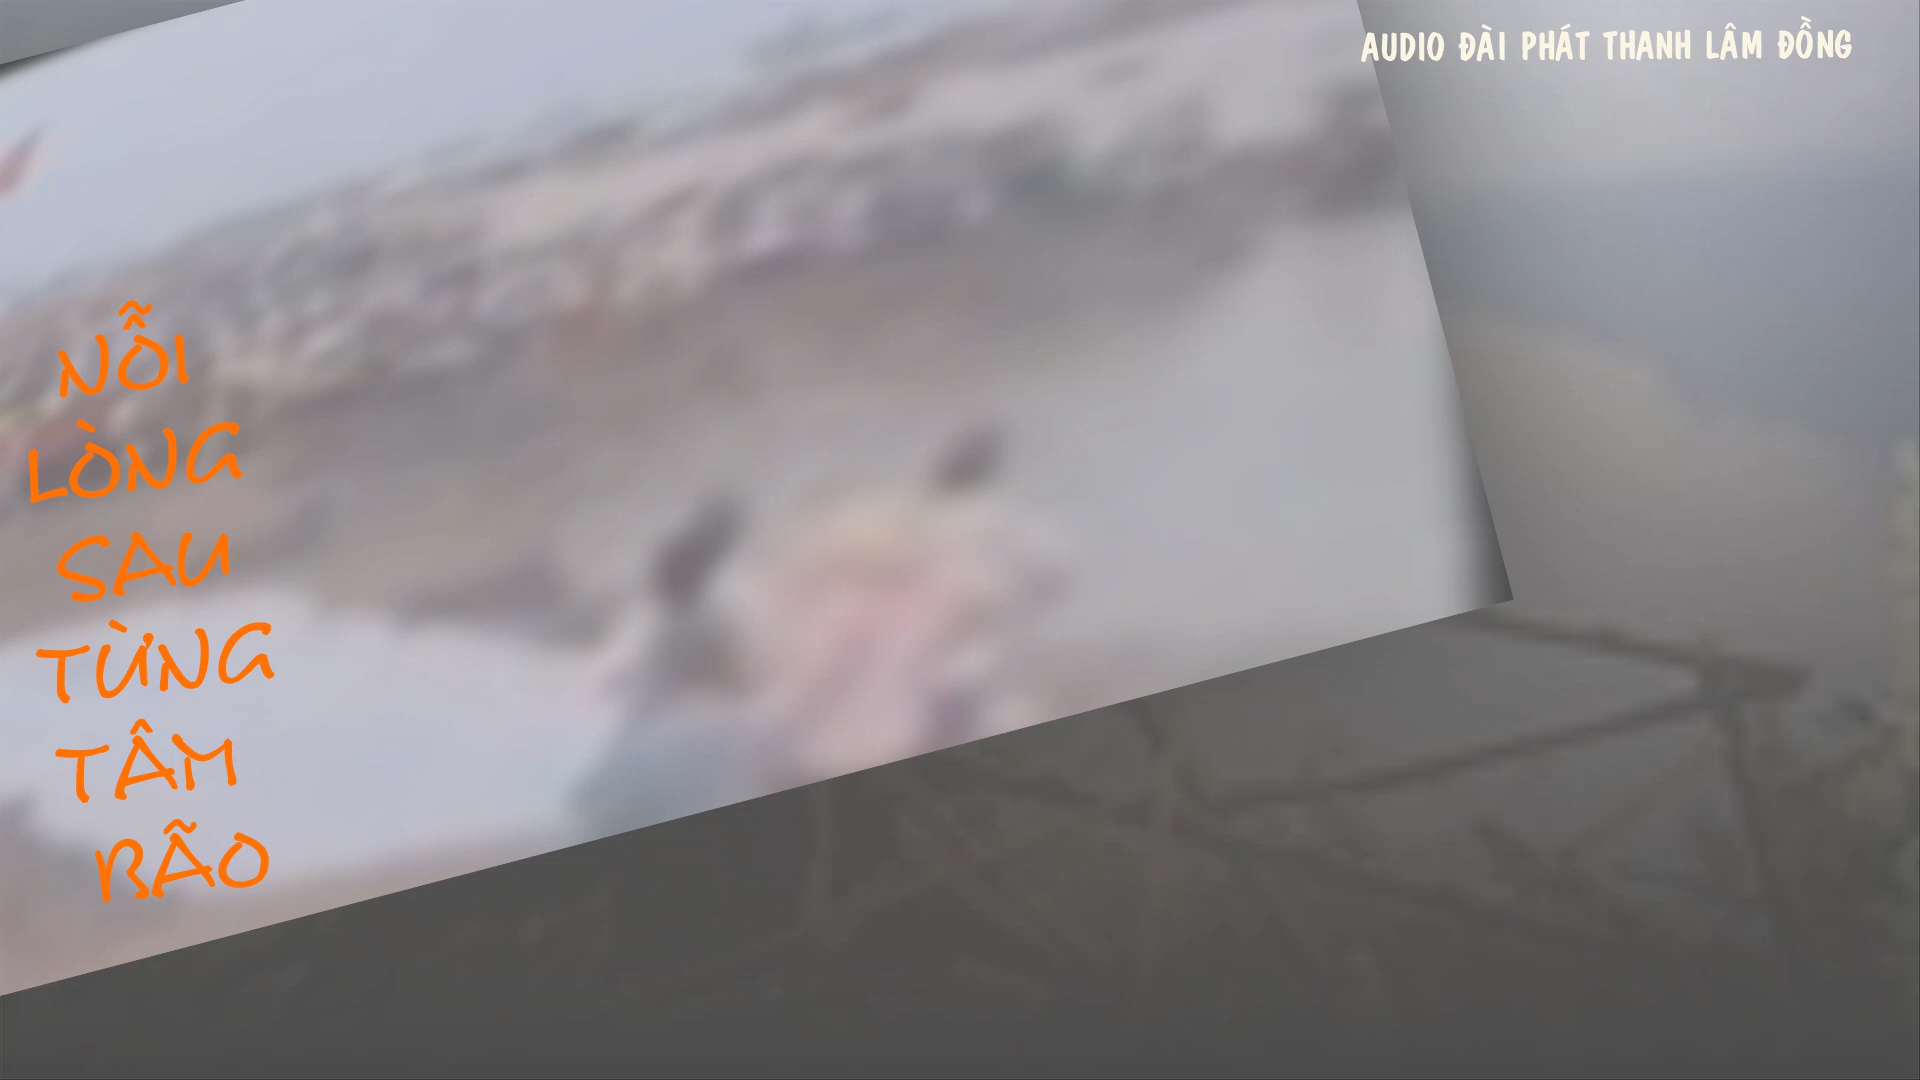 AUDIO ĐÀI PHÁT THANH LÂM ĐỒNG
NỖI
LÒNG
SAU
TỪNG
TÂM
BÃO